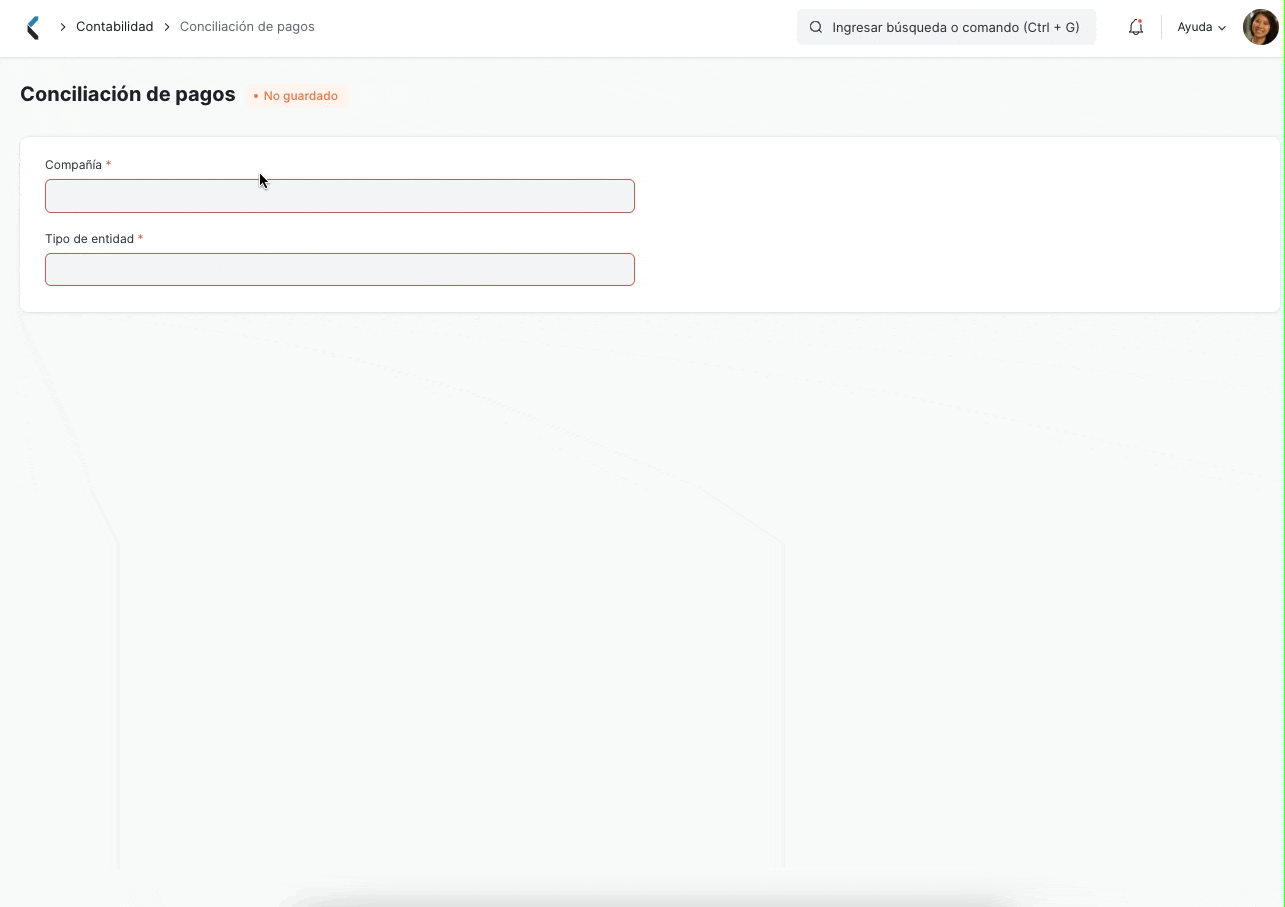 Contabilidad Conciliación de pagos Ingresar búsqueda o comando (Ctrl + G) Ayuda
Conciliación de pagos • No guardado
Compañía *
Tipo de entidad *